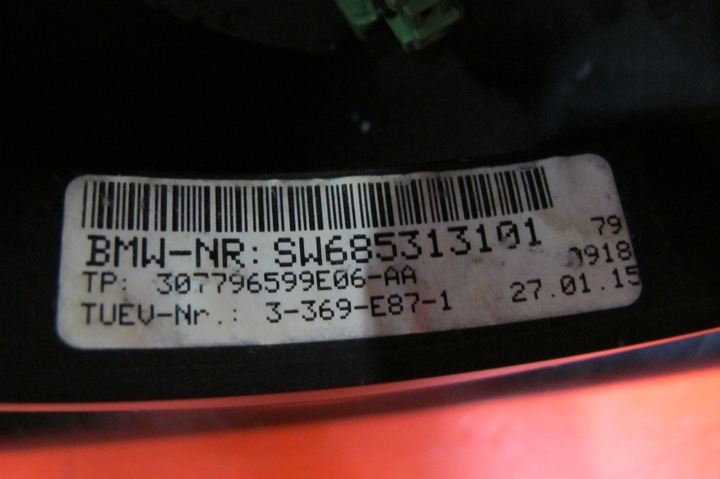 BMW-NR: SW685313101 79
TP: 307796599E06-AA 0918
TUEV-Nr.: 3-369-E87-1 27.01.15